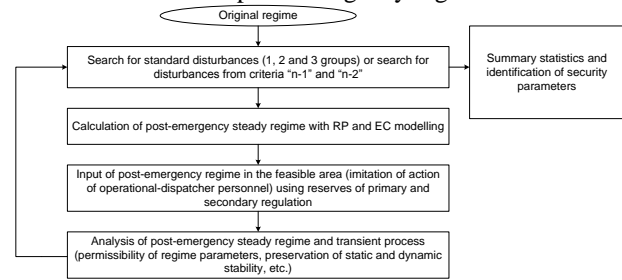 Original regime
Search for standard disturbances (1, 2 and 3 groups) or search for
disturbances from criteria “n-1” and “n-2”
Summary statistics and
identification of security
parameters
Calculation of post-emergency steady regime with RP and EC modelling
Input of post-emergency regime in the feasible area (imitation of action
of operational-dispatcher personnel) using reserves of primary and
secondary regulation
Analysis of post-emergency steady regime and transient process
(permissibility of regime parameters, preservation of static and dynamic
stability, etc.)